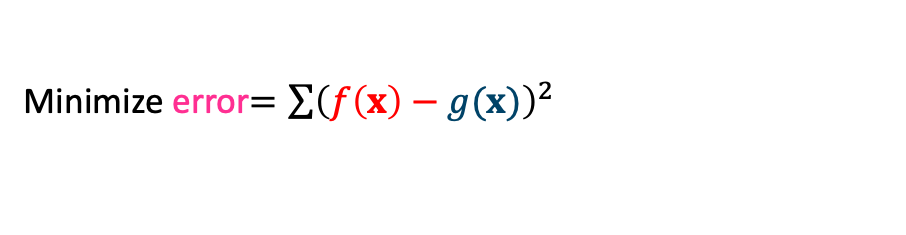 Minimize error= ∑(𝑓(𝐱) − 𝑔(𝐱))²